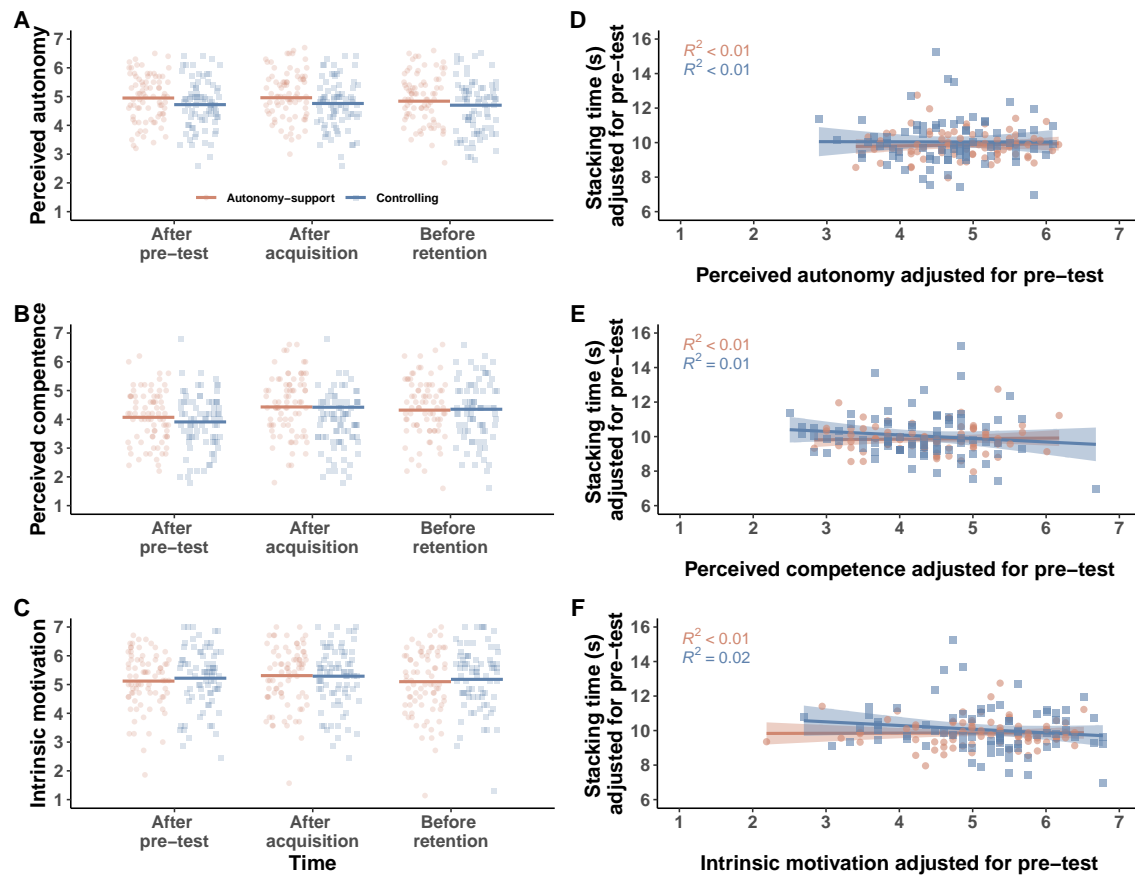 A
Perceived autonomy
7
6
5
4
3
2
1
Autonomy−support
Controlling
After
pre−test
After
acquisition
Before
retention
D
Stacking time (s)
adjusted for pre−test
16
14
12
10
8
6
R² < 0.01
R² < 0.01
1 2 3 4 5 6 7
Perceived autonomy adjusted for pre−test
B
Perceived compentence
7
6
5
4
3
2
1
After
pre−test
After
acquisition
Before
retention
E
Stacking time (s)
adjusted for pre−test
16
14
12
10
8
6
R² < 0.01
R² = 0.01
1 2 3 4 5 6 7
Perceived competence adjusted for pre−test
C
Intrinsic motivation
7
6
5
4
3
2
1
After
pre−test
After
acquisition
Before
retention
Time
F
Stacking time (s)
adjusted for pre−test
16
14
12
10
8
6
R² < 0.01
R² = 0.02
1 2 3 4 5 6 7
Intrinsic motivation adjusted for pre−test